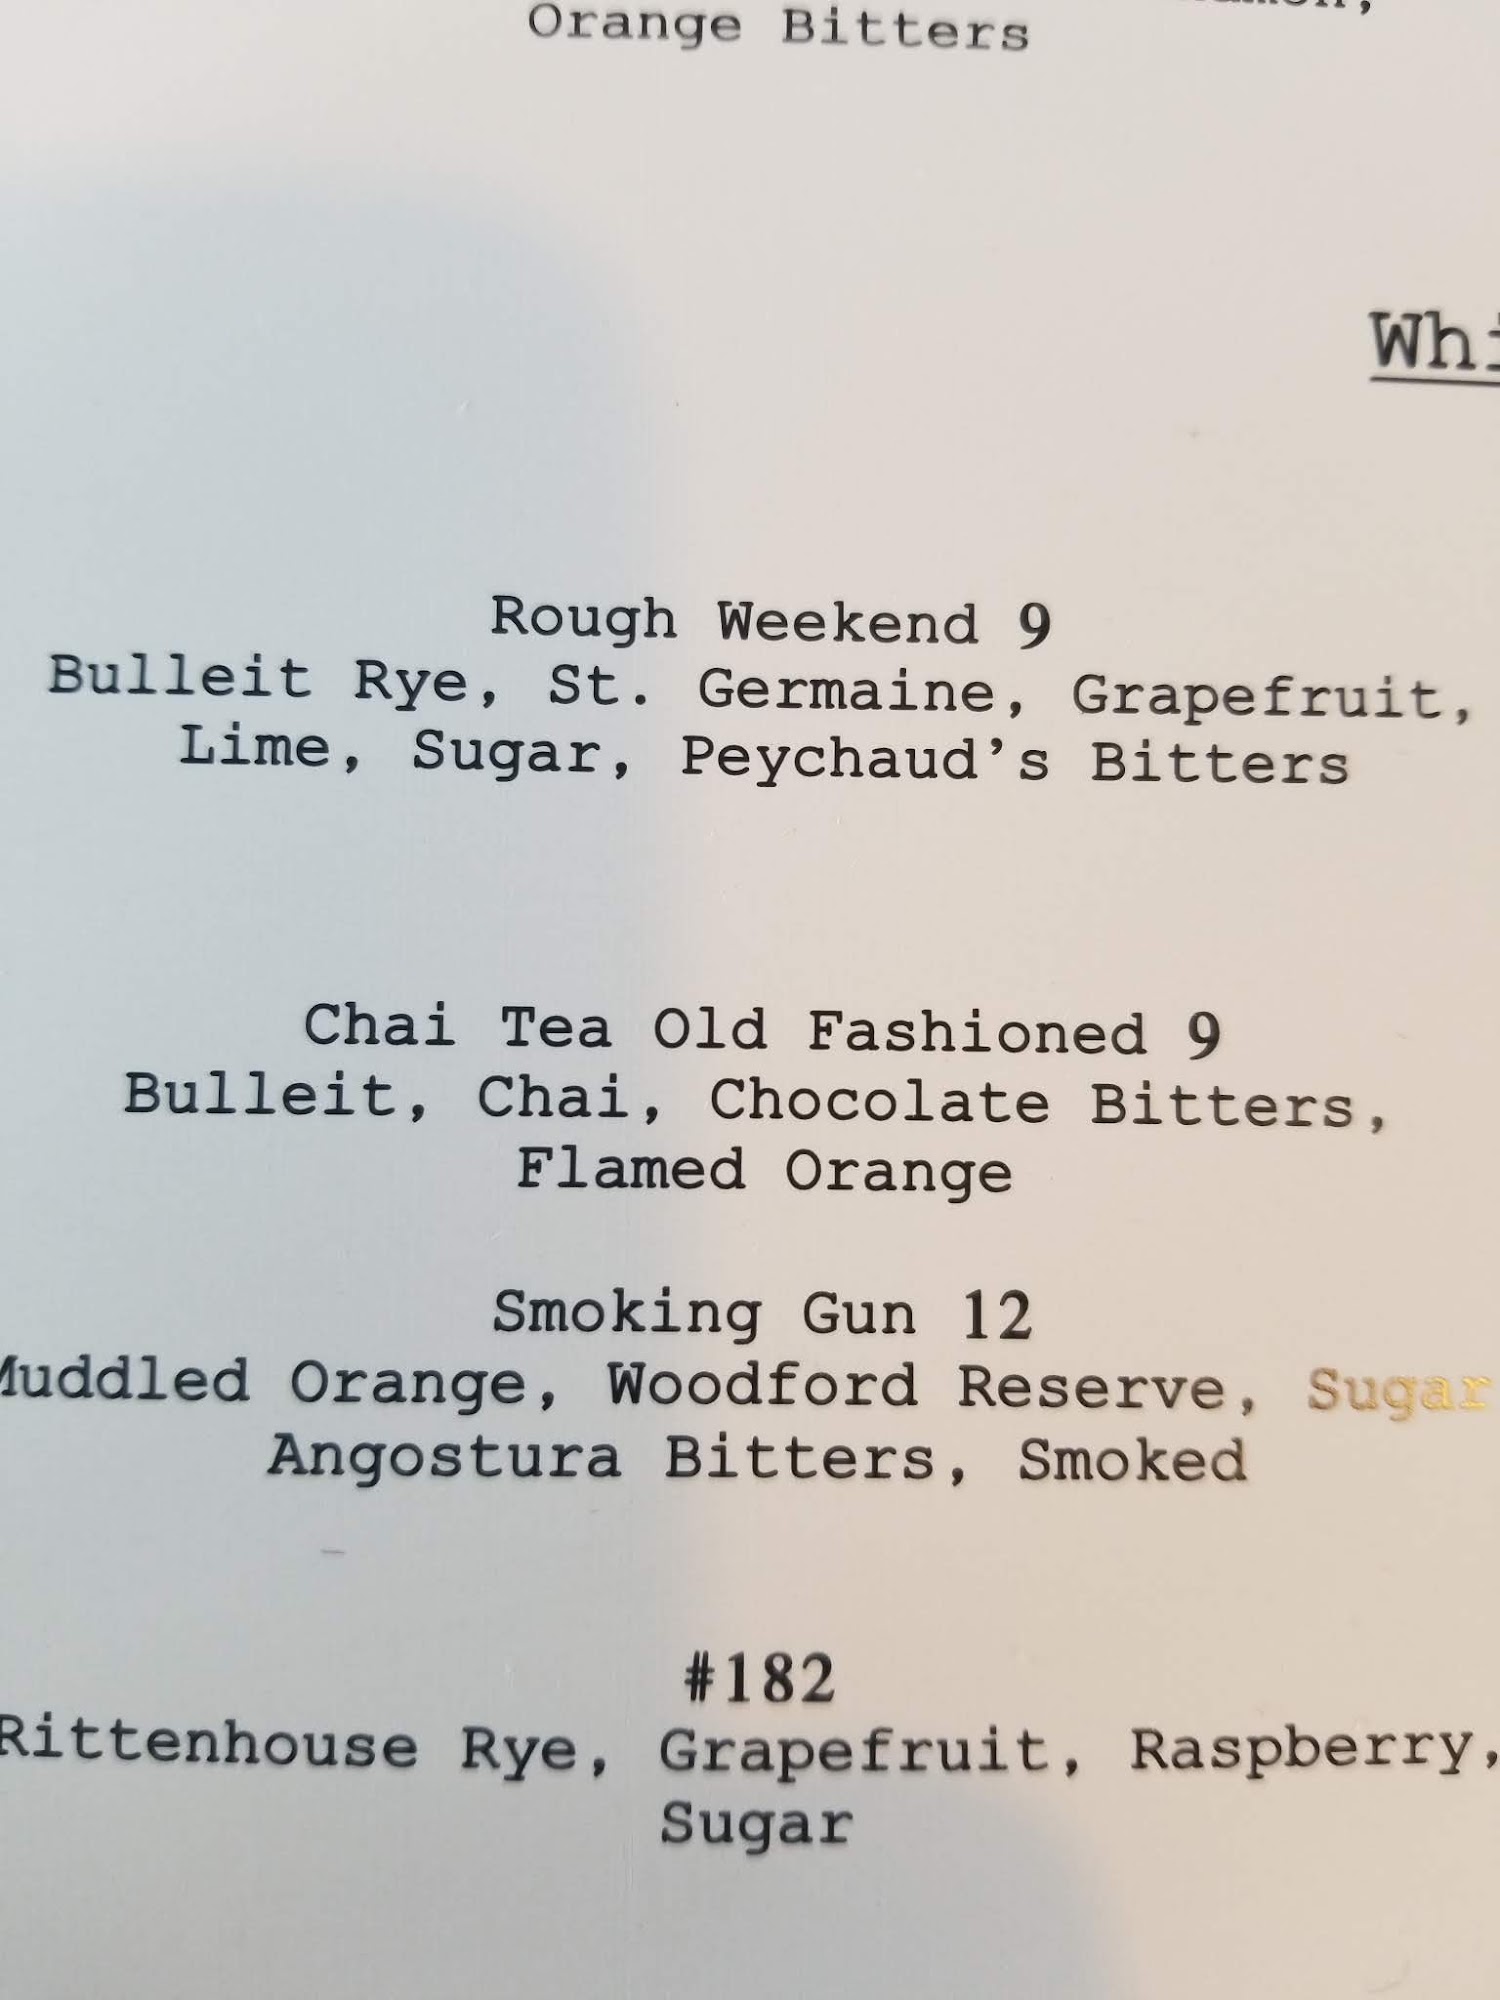 Orange Bitters
Whi
Rough Weekend 9
Bulleit Rye, St. Germaine, Grapefruit,
Lime, Sugar, Peychaud's Bitters
Chai Tea Old Fashioned 9
Bulleit, Chai, Chocolate Bitters,
Flamed Orange
Smoking Gun 12
Muddled Orange, Woodford Reserve, Sugar
Angostura Bitters, Smoked
#182
Rittenhouse Rye, Grapefruit, Raspberry,
Sugar